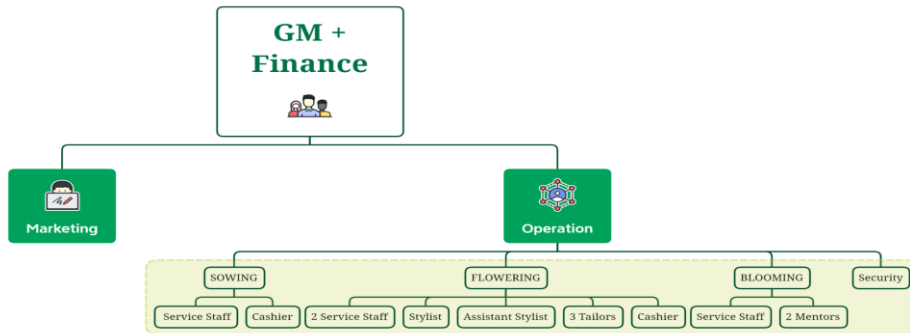 GM +
Finance
Marketing
Operation
SOWING
FLOWERING
BLOOMING
Security
Service Staff
Cashier
2 Service Staff
Stylist
Assistant Stylist
3 Tailors
Cashier
Service Staff
2 Mentors